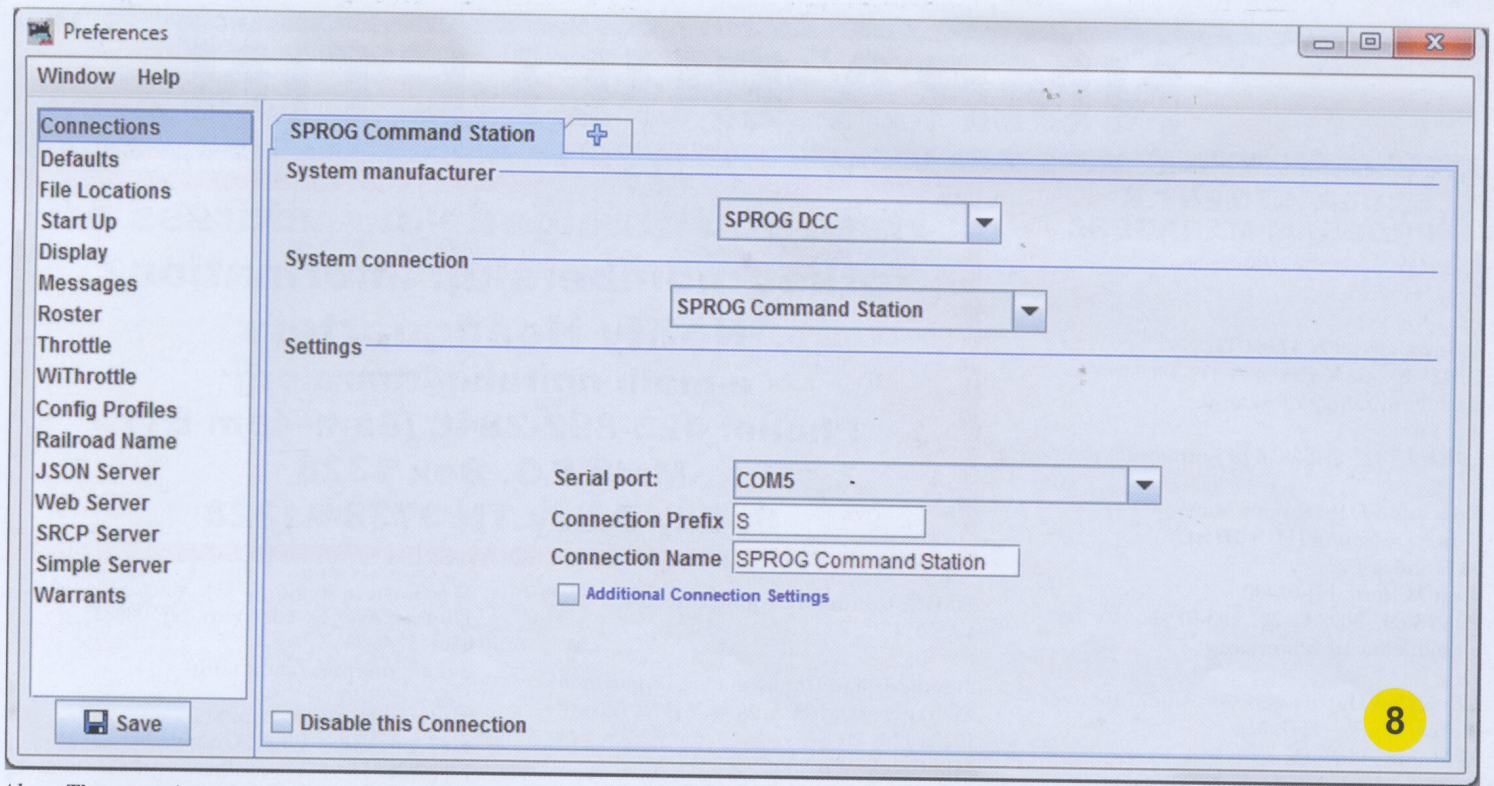 Preferences
Window Help
Connections
Defaults
File Locations
Start Up
Display
Messages
Roster
Throttle
WiThrottle
Config Profiles
Railroad Name
JSON Server
Web Server
SRCP Server
Simple Server
Warrants
Save
SPROG Command Station
System manufacturer
SPROG DCC
System connection
SPROG Command Station
Settings
Serial port: COM5
Connection Prefix S
Connection Name SPROG Command Station
Additional Connection Settings
Disable this Connection
8